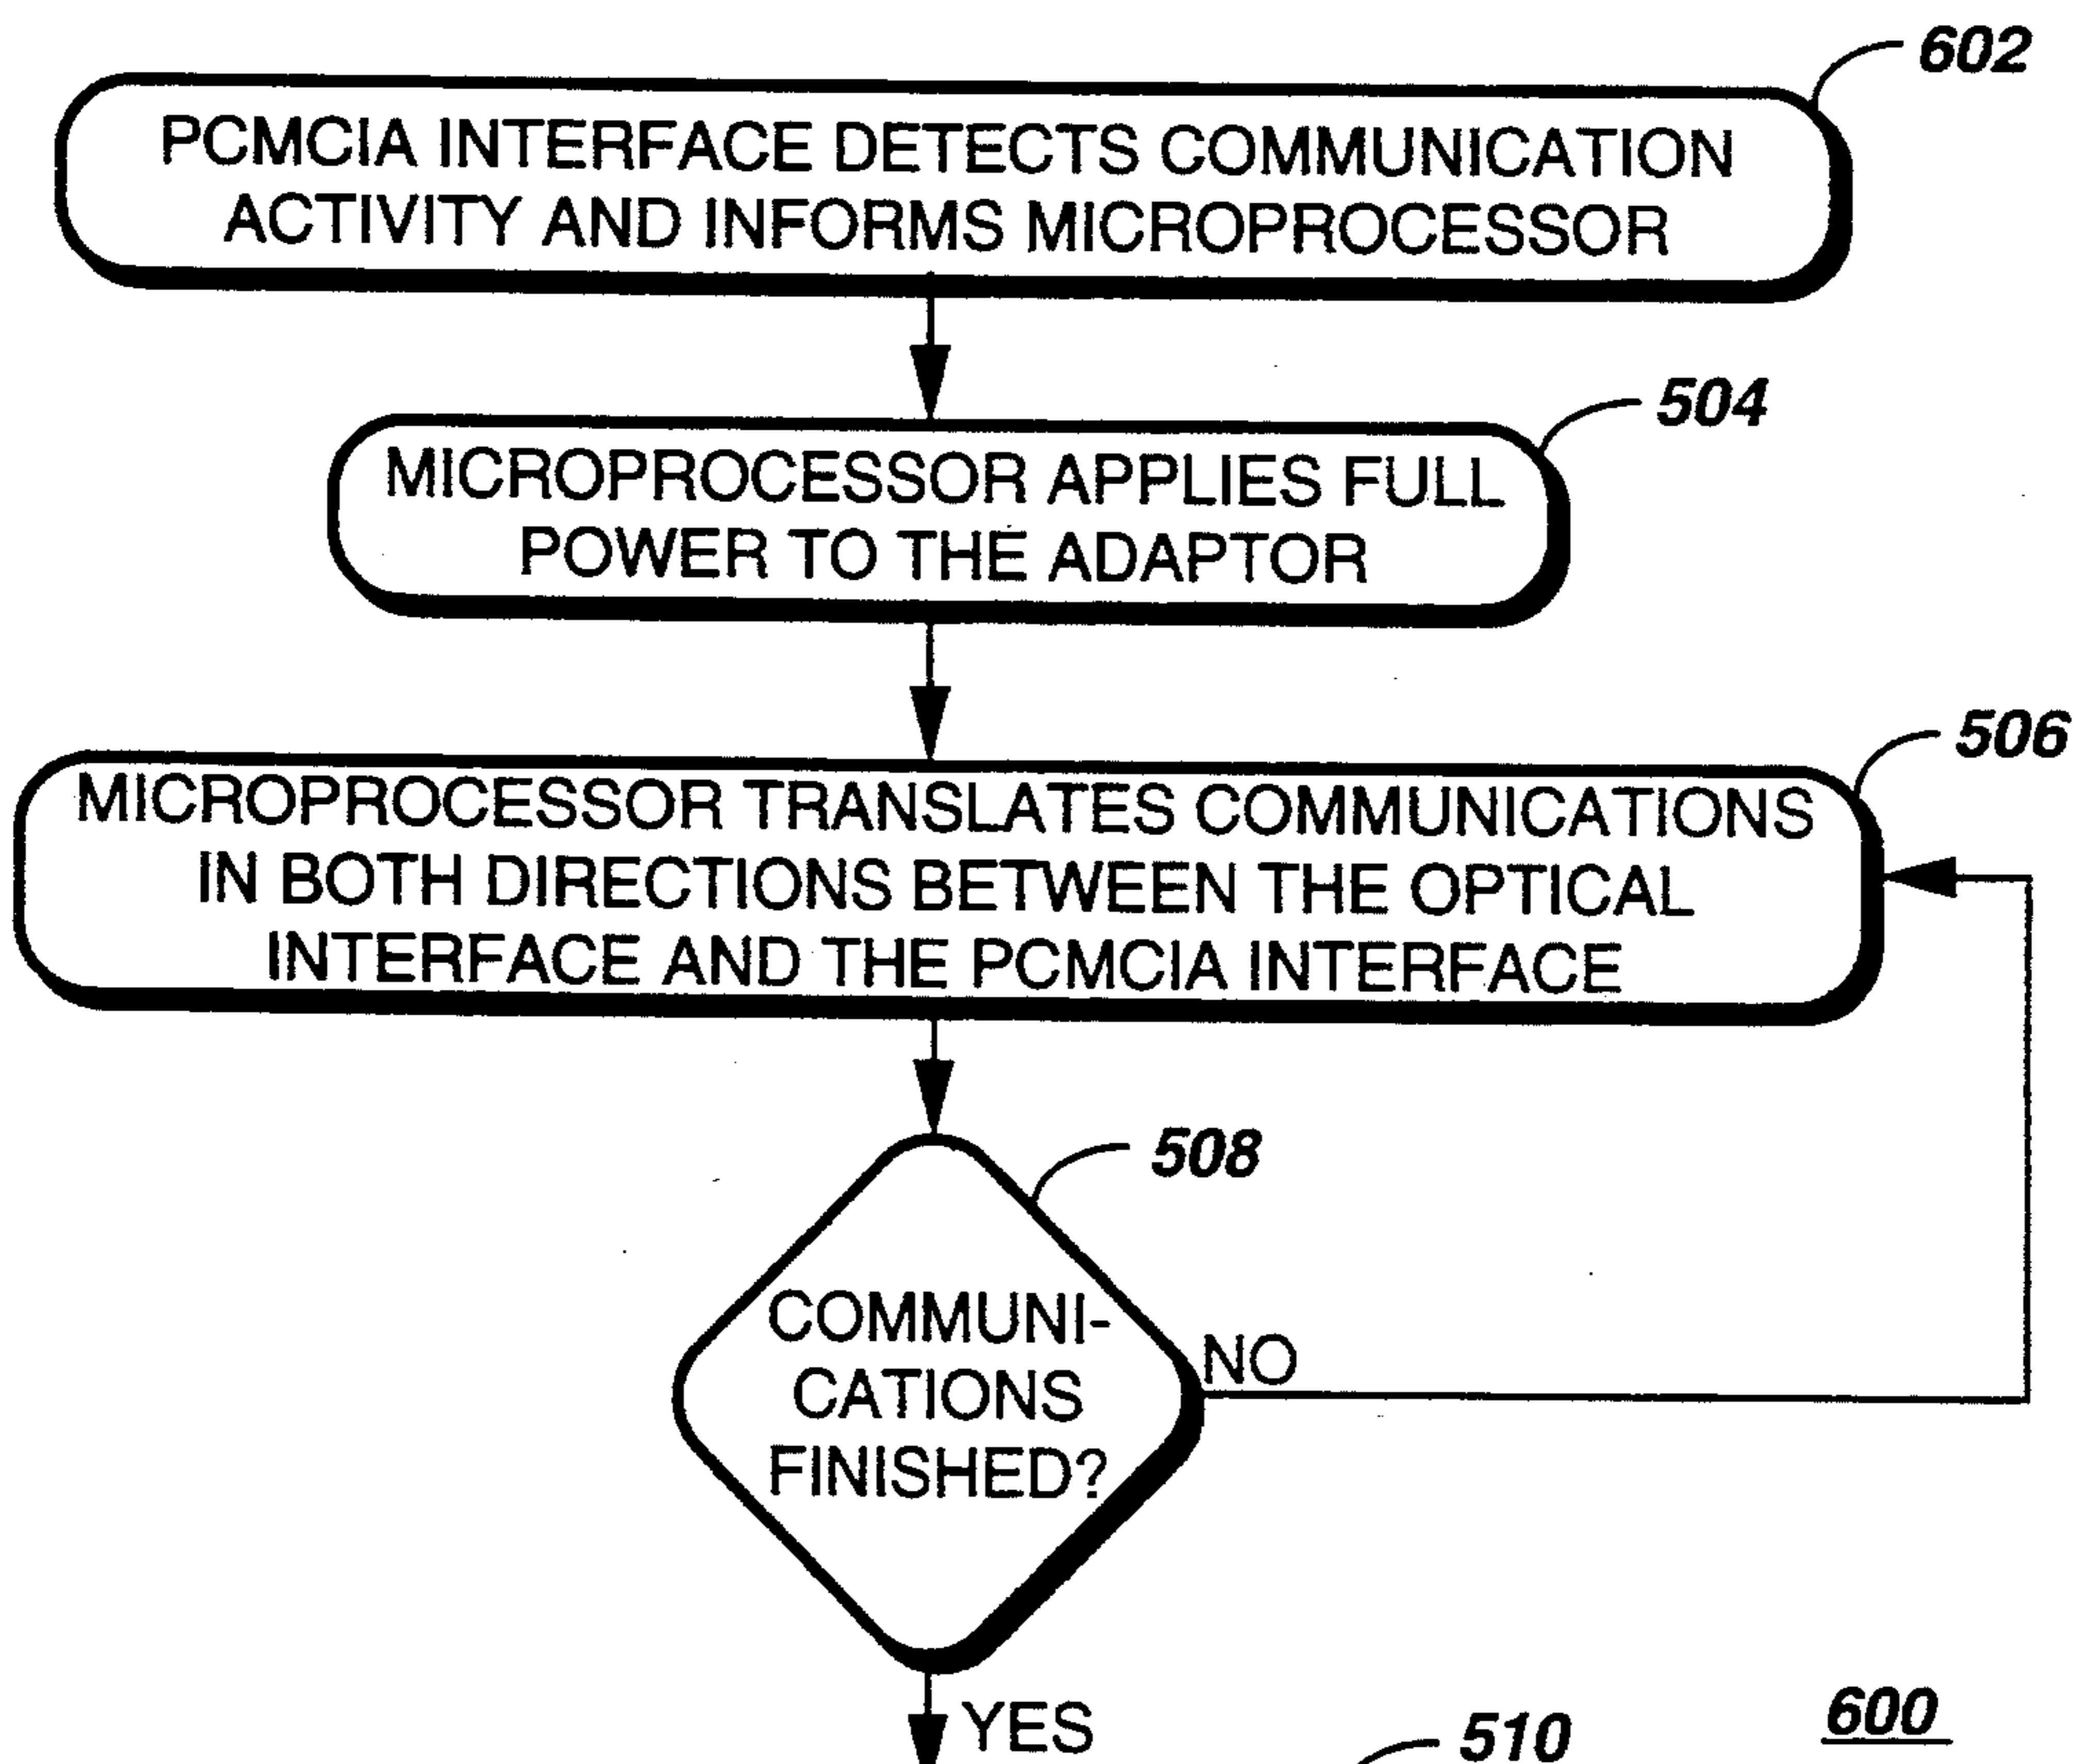 602
PCMCIA INTERFACE DETECTS COMMUNICATION
ACTIVITY AND INFORMS MICROPROCESSOR
504
MICROPROCESSOR APPLIES FULL
POWER TO THE ADAPTOR
506
MICROPROCESSOR TRANSLATES COMMUNICATIONS
IN BOTH DIRECTIONS BETWEEN THE OPTICAL
INTERFACE AND THE PCMCIA INTERFACE
508
COMMUNI-
CATIONS
FINISHED?
NO
YES
510
600